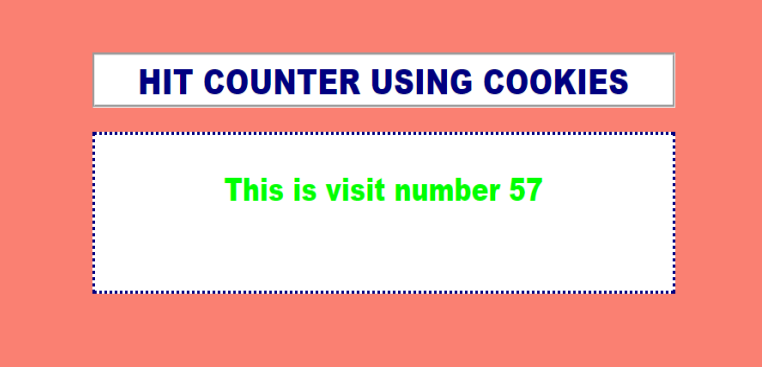 HIT COUNTER USING COOKIES
This is visit number 57